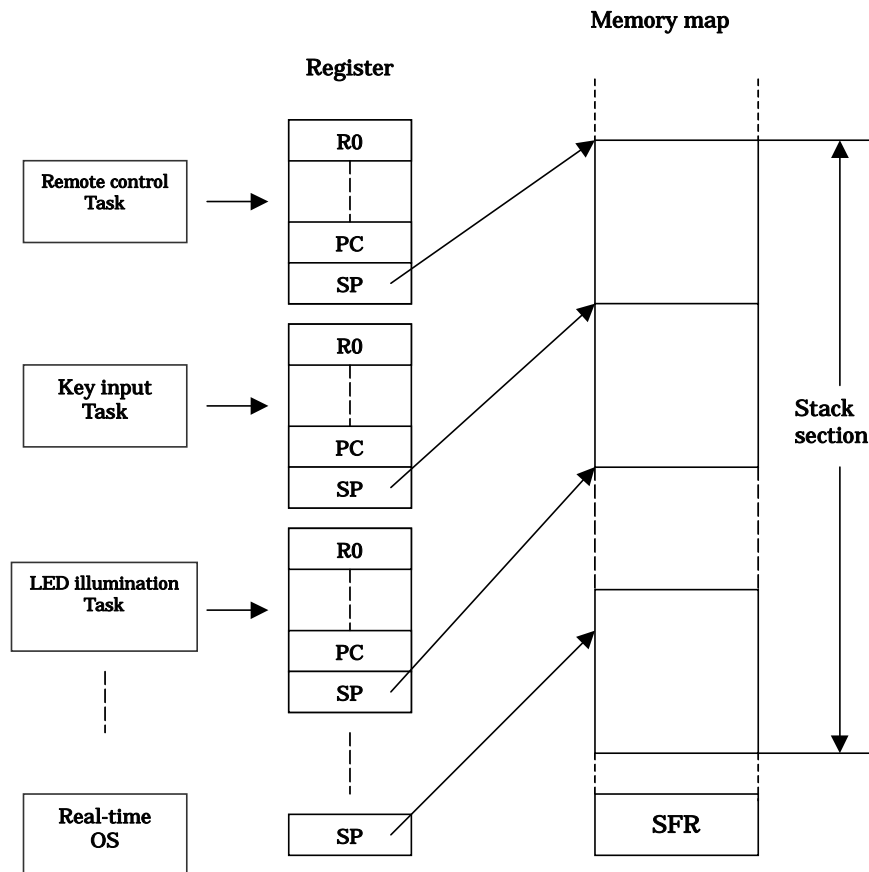 Memory map
Register
R0
PC
SP
R0
PC
SP
R0
PC
SP
SP
Remote control
Task
Key input
Task
LED illumination
Task
Real-time
OS
Stack
section
SFR